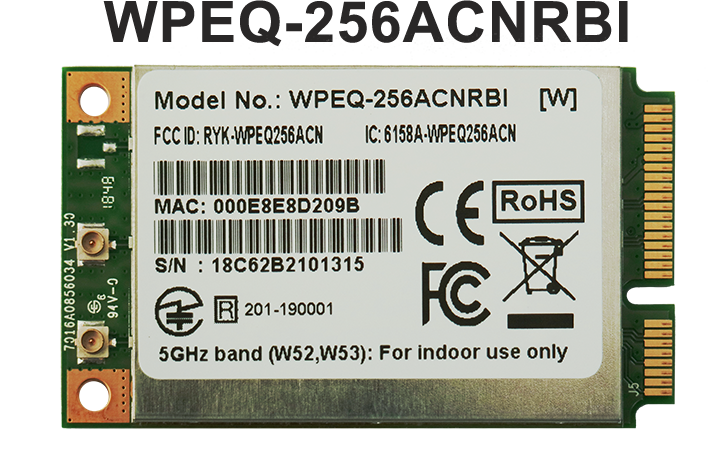 WPEQ-256ACNRBI
Model No.: WPEQ-256ACNRBI [W]
FCC ID: RYK-WPEQ256ACN IC: 6158A-WPEQ256ACN
MAC: 000E8E8D209B
S/N : 18C62B2101315
R 201-190001
5GHz band (W52,W53): For indoor use only
CE
RoHS
FC
1848
7016A0856034 V1.30
94V-0
J5